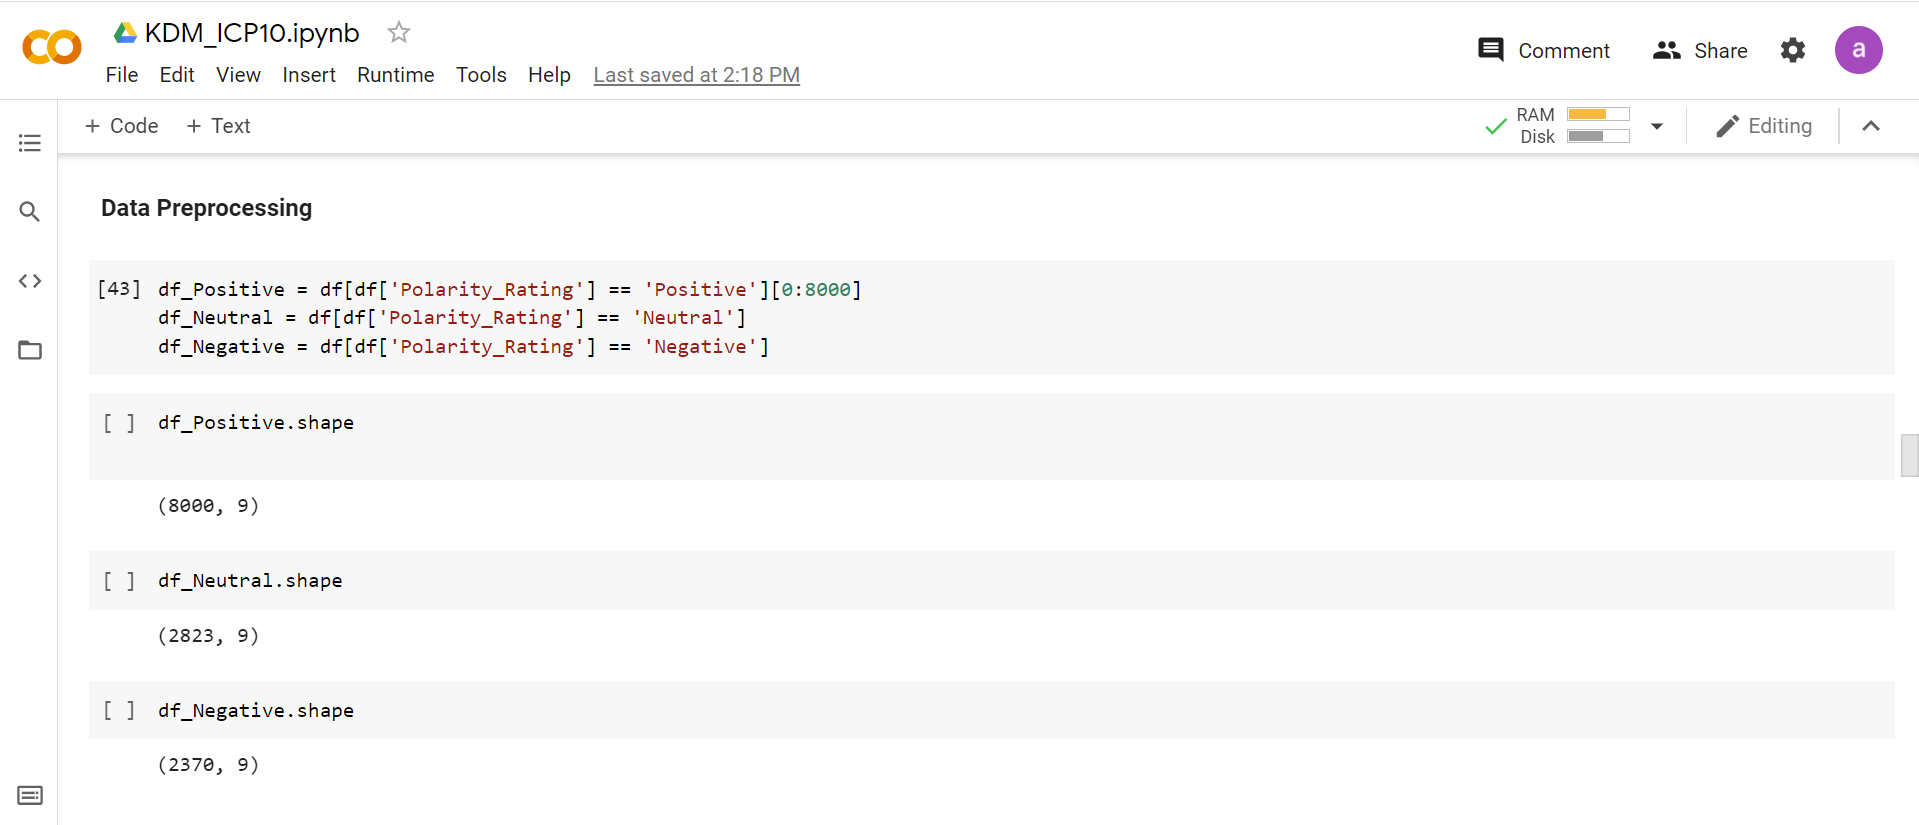 KDM_ICP10.ipynb
File Edit View Insert Runtime Tools Help Last saved at 2:18 PM
Comment Share a
+ Code + Text
RAM
Disk
Editing
Data Preprocessing
[43] df_Positive = df[df['Polarity_Rating'] == 'Positive'][0:8000]
df_Neutral = df[df['Polarity_Rating'] == 'Neutral']
df_Negative = df[df['Polarity_Rating'] == 'Negative']
[ ] df_Positive.shape
(8000, 9)
[ ] df_Neutral.shape
(2823, 9)
[ ] df_Negative.shape
(2370, 9)